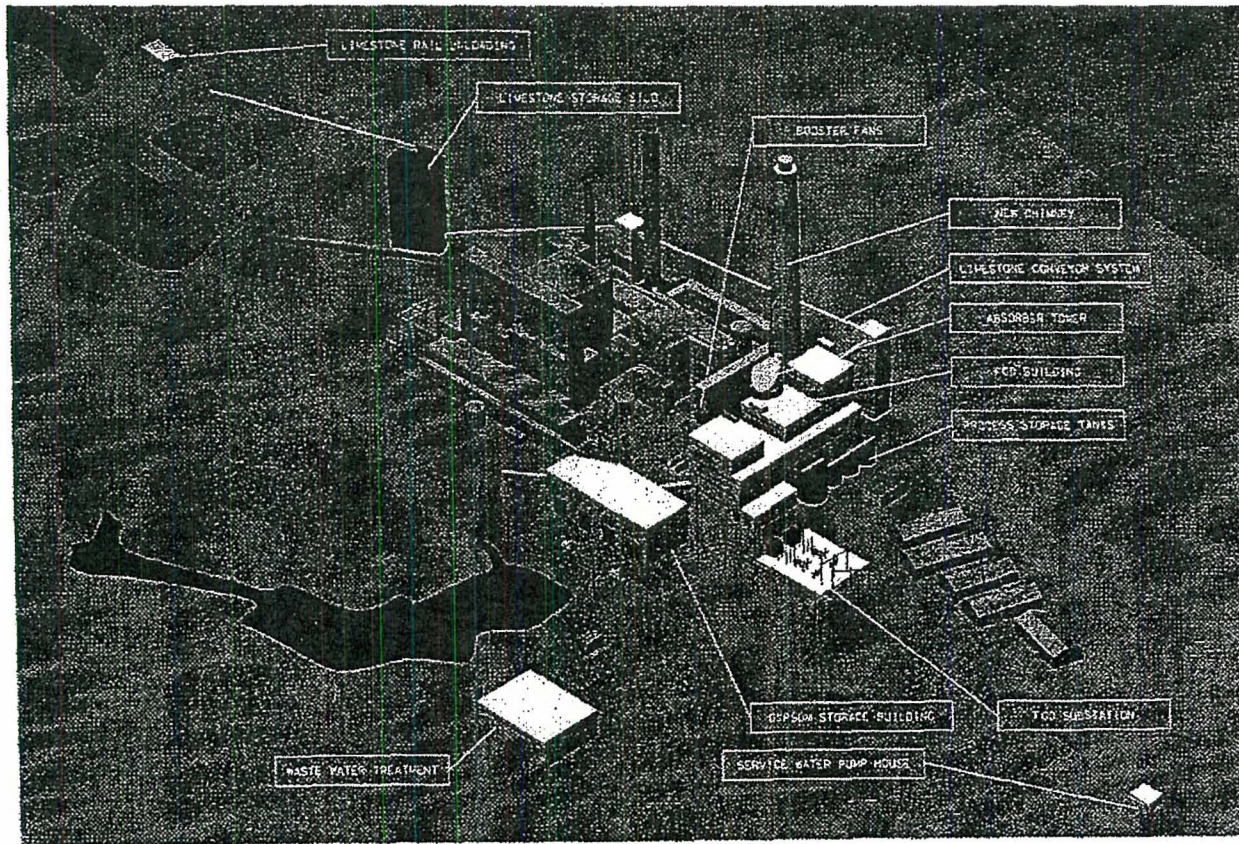 LIMESTONE RAIL UNLOADING
LIMESTONE STORAGE SILO
BOOSTER FANS
NEW CHIMNEY
LIMESTONE CONVEYOR SYSTEM
ABSORBER TOWER
FGD BUILDING
PROCESS STORAGE TANKS
GYPSUM STORAGE BUILDING
FGD SUBSTATION
WASTE WATER TREATMENT
SERVICE WATER PUMP HOUSE